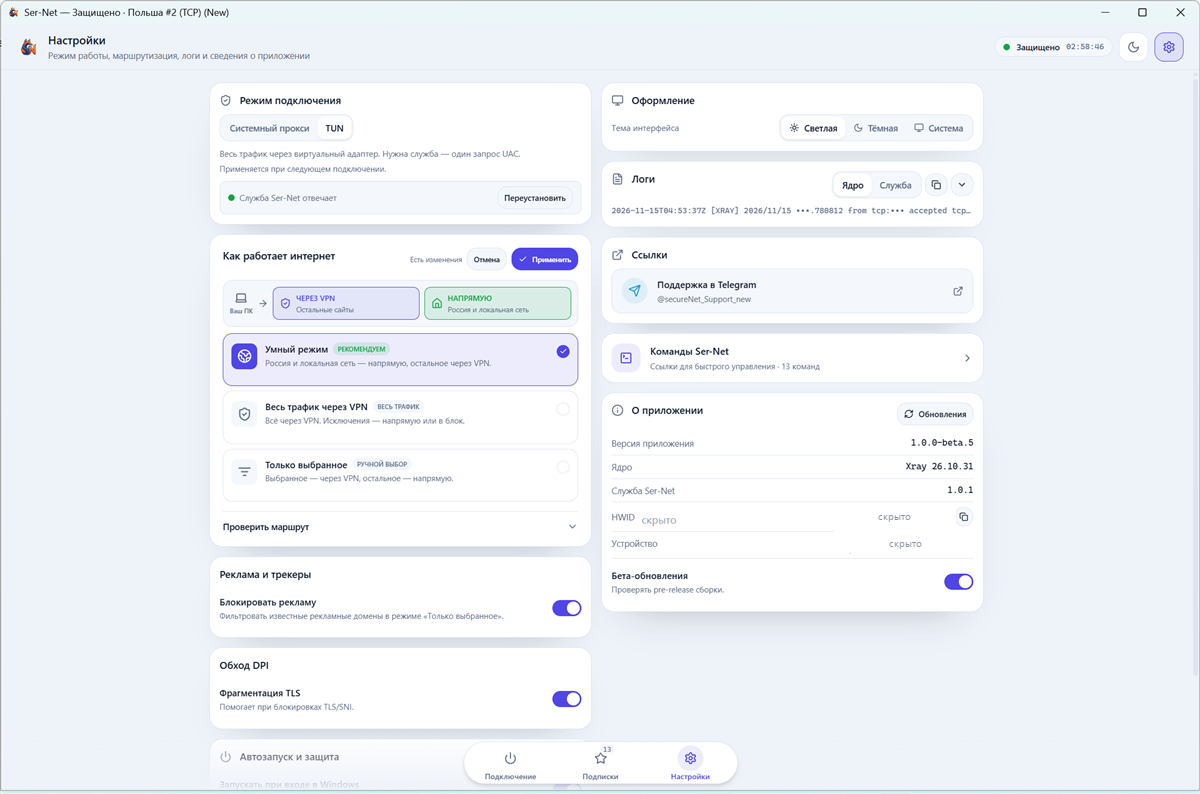 Ser-Net — Защищено · Польша #2 (TCP) (New)
Настройки
Режим работы, маршрутизация, логи и сведения о приложении
Защищено 02:58:46
Режим подключения
Системный прокси TUN
Весь трафик через виртуальный адаптер. Нужна служба — один запрос UAC.
Применяется при следующем подключении.
Служба Ser-Net отвечает Переустановить
Как работает интернет Есть изменения Отмена Применить
Ваш ПК
ЧЕРЕЗ VPN
Остальные сайты
НАПРЯМУЮ
Россия и локальная сеть
Умный режим РЕКОМЕНДУЕМ
Россия и локальная сеть — напрямую, остальное через VPN.
Весь трафик через VPN ВЕСЬ ТРАФИК
Всё через VPN. Исключения — напрямую или в блок.
Только выбранное РУЧНОЙ ВЫБОР
Выбранное — через VPN, остальное — напрямую.
Проверить маршрут
Реклама и трекеры
Блокировать рекламу
Фильтровать известные рекламные домены в режиме «Только выбранное».
Обход DPI
Фрагментация TLS
Помогает при блокировках TLS/SNI.
Автозапуск и защита
Запускать при входе в Windows
Оформление
Тема интерфейса Светлая Тёмная Система
Логи Ядро Служба
2026-11-15T04:53:37Z [XRAY] 2026/11/15 •••.780812 from tcp:••• accepted tcp…
Ссылки
Поддержка в Telegram
@secureNet_Support_new
Команды Ser-Net
Ссылки для быстрого управления · 13 команд
О приложении Обновления
Версия приложения 1.0.0-beta.5
Ядро Xray 26.10.31
Служба Ser-Net 1.0.1
HWID скрыто скрыто
Устройство скрыто
Бета-обновления
Проверять pre-release сборки.
13
Подключение Подписки Настройки